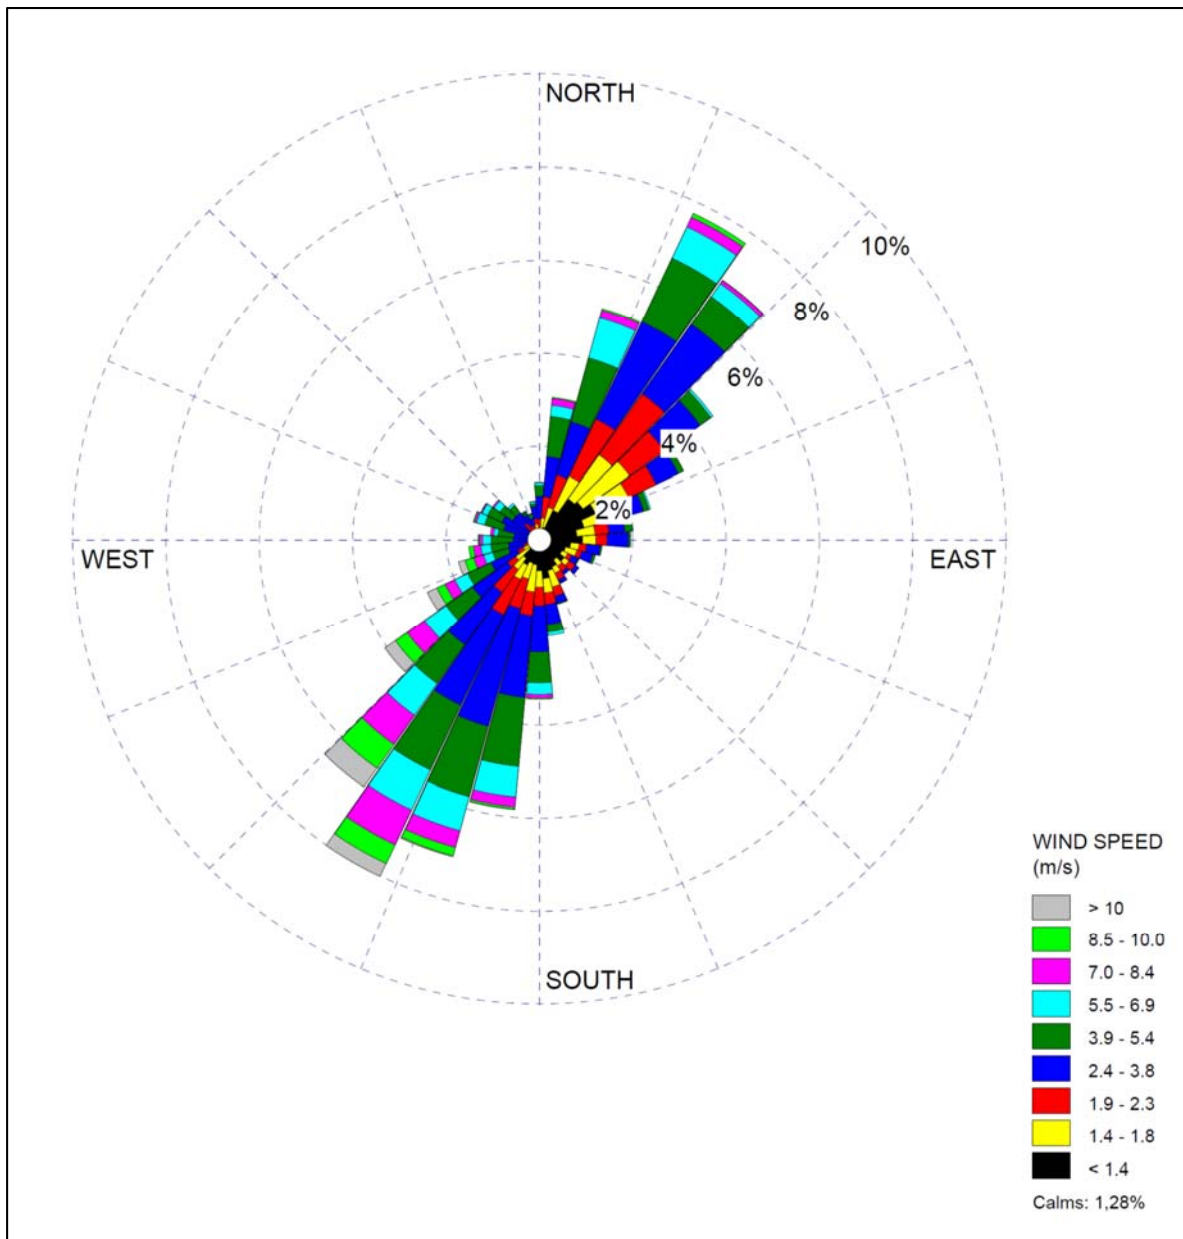 NORTH
10%
8%
6%
4%
2%
WEST
EAST
SOUTH
WIND SPEED
(m/s)
> 10
8.5 - 10.0
7.0 - 8.4
5.5 - 6.9
3.9 - 5.4
2.4 - 3.8
1.9 - 2.3
1.4 - 1.8
< 1.4
Calms: 1,28%